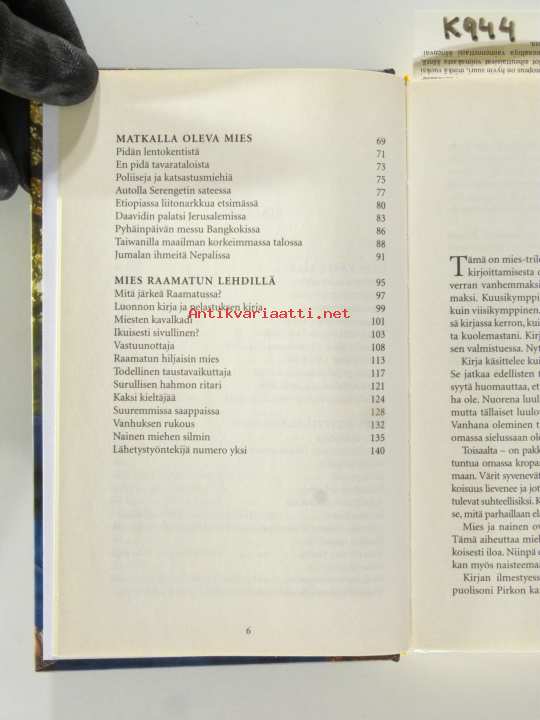 K944
MATKALLA OLEVA MIES 69
Pidän lentokentistä 71
En pidä tavarataloista 73
Poliiseja ja katsastusmiehiä 75
Autolla Serengetin sateessa 77
Etiopiassa liitonarkkua etsimässä 80
Daavidin palatsi Jerusalemissa 84
Pyhäinpäivän messu Bangkokissa 86
Taiwanilla maailman korkeimmassa talossa 88
Jumalan ihmeitä Nepalissa 91
MIES RAAMATUN LEHDILLÄ 95
Mitä järkeä Raamatussa? 97
Luonnon kirja ja pelastuksen kirja 99
Antikvariaatti.net
Miesten kavalkadi 101
Ikuisesti sivullinen? 103
Vastuunottaja 108
Raamatun hiljaisin mies 113
Todellinen taustavaikuttaja 117
Surullisen hahmon ritari 121
Kaksi kieltäjää 124
Suuremmissa saappaissa 128
Vanhuksen rukous 132
Nainen miehen silmin 135
Lähetystyöntekijä numero yksi 140
6
Tämä on mies-trilo
kirjoittamisesta o
verran vanhemmaksi
maksi. Kuusikymppin
kuin viisikymppinen.
sä kirjassa kerron, kui
ta kuolemastani. Kirj
sen valmistuessa. Nyt
Kirja käsittelee kui
Se jatkaa edellisten t
syytä huomauttaa, et
ha ole. Nuorena luul
mutta tällaiset luulo
Vanhana oleminen t
omassa sielussaan ole
Toisaalta – on pakk
tuntua omassa kropa
maan. Värit syvenevät
koisuus lievenee ja jot
tulevat suhteellisiksi. K
se, mitä parhaillaan el
Mies ja nainen ov
Tämä aiheuttaa miel
koisesti iloa. Niinpä o
kan myös naisteemaa
Kirjan ilmestyess
puolisoni Pirkon ka